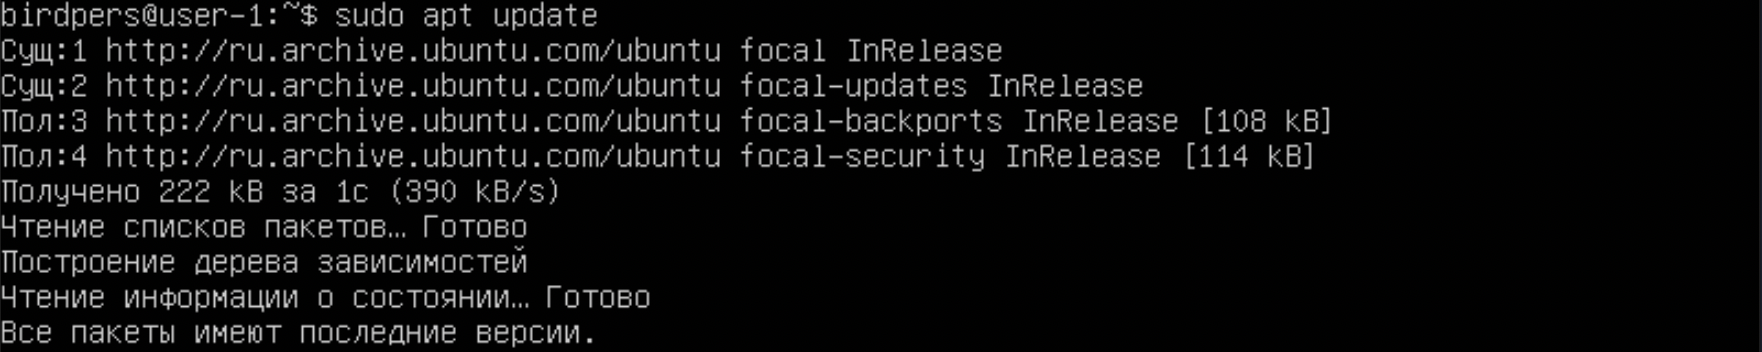 birdpers@user-1:~$ sudo apt update
Сущ:1 http://ru.archive.ubuntu.com/ubuntu focal InRelease
Сущ:2 http://ru.archive.ubuntu.com/ubuntu focal-updates InRelease
Пол:3 http://ru.archive.ubuntu.com/ubuntu focal-backports InRelease [108 kB]
Пол:4 http://ru.archive.ubuntu.com/ubuntu focal-security InRelease [114 kB]
Получено 222 kB за 1с (390 kB/s)
Чтение списков пакетов… Готово
Построение дерева зависимостей
Чтение информации о состоянии… Готово
Все пакеты имеют последние версии.